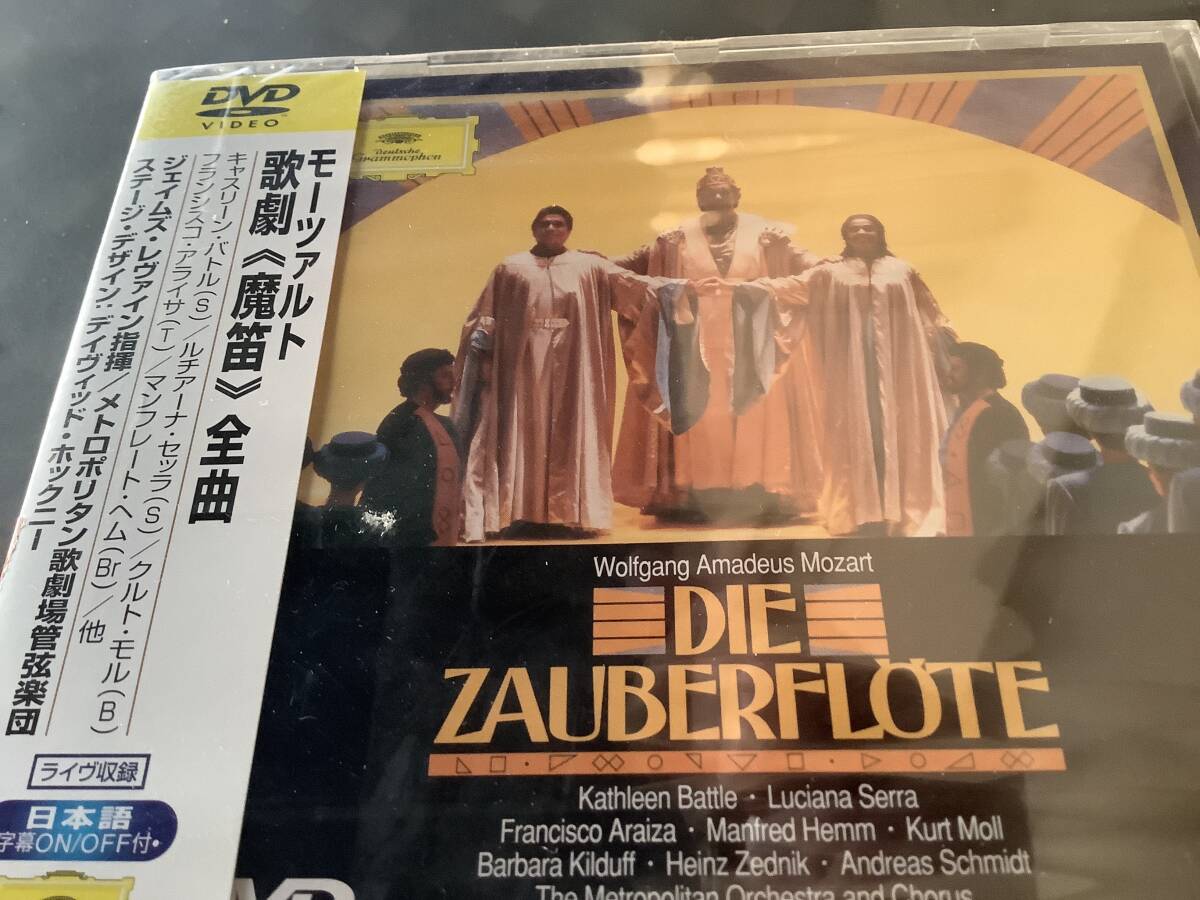 DVD
VIDEO
モーツァルト
歌劇《魔笛》全曲
キャスリーン・バトル(S)/ルチアーナ・セッラ(S)/クルト・モル(B)
フランシスコ・アライサ(T)/マンフレート・ヘム(Br)/他
ジェイムズ・レヴァイン指揮/メトロポリタン歌劇場管弦楽団
ステージ・デザイン:デイヴィッド・ホックニー
ライヴ収録
日本語
字幕ON/OFF付・
Deutsche
Grammophon
Wolfgang Amadeus Mozart
DIE
ZAUBERFLÖTE
Kathleen Battle · Luciana Serra
Francisco Araiza · Manfred Hemm · Kurt Moll
Barbara Kilduff · Heinz Zednik · Andreas Schmidt
The Metropolitan Orchestra and Chorus